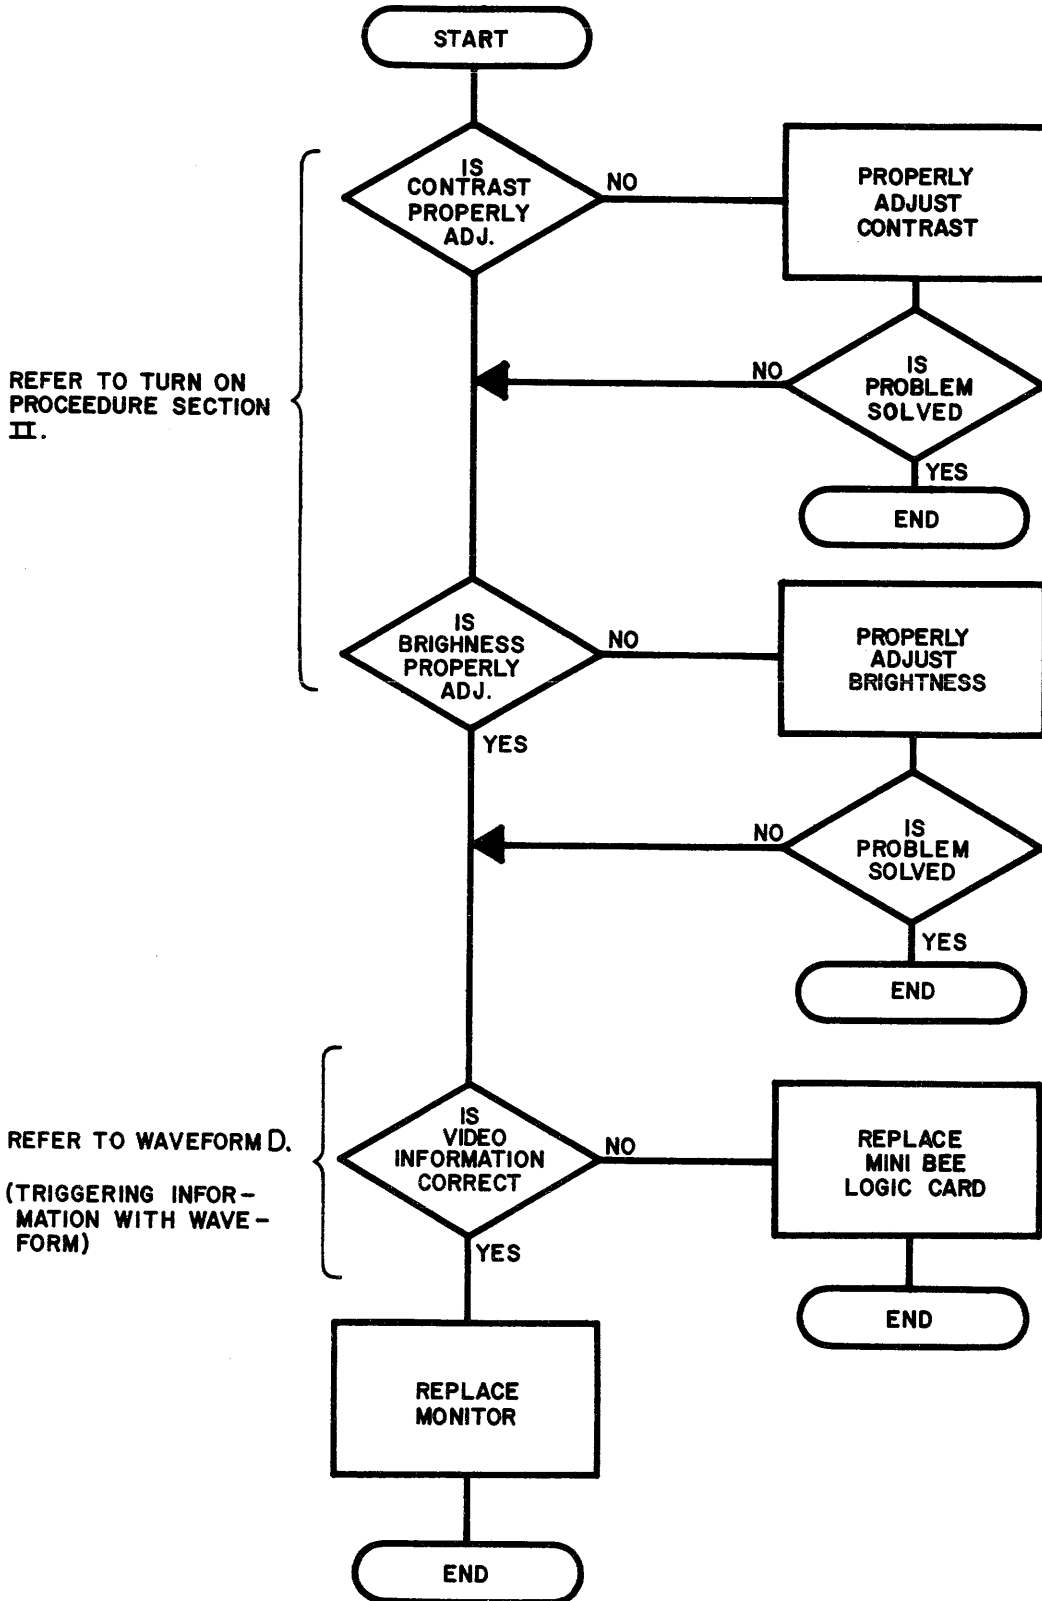 START
IS
CONTRAST
PROPERLY
ADJ.
NO
PROPERLY
ADJUST
CONTRAST
REFER TO TURN ON
PROCEEDURE SECTION
II.
NO
IS
PROBLEM
SOLVED
YES
END
IS
BRIGHNESS
PROPERLY
ADJ.
NO
PROPERLY
ADJUST
BRIGHTNESS
YES
NO
IS
PROBLEM
SOLVED
YES
END
REFER TO WAVEFORM D.
(TRIGGERING INFOR-
MATION WITH WAVE-
FORM)
IS
VIDEO
INFORMATION
CORRECT
NO
REPLACE
MINI BEE
LOGIC CARD
YES
END
REPLACE
MONITOR
END